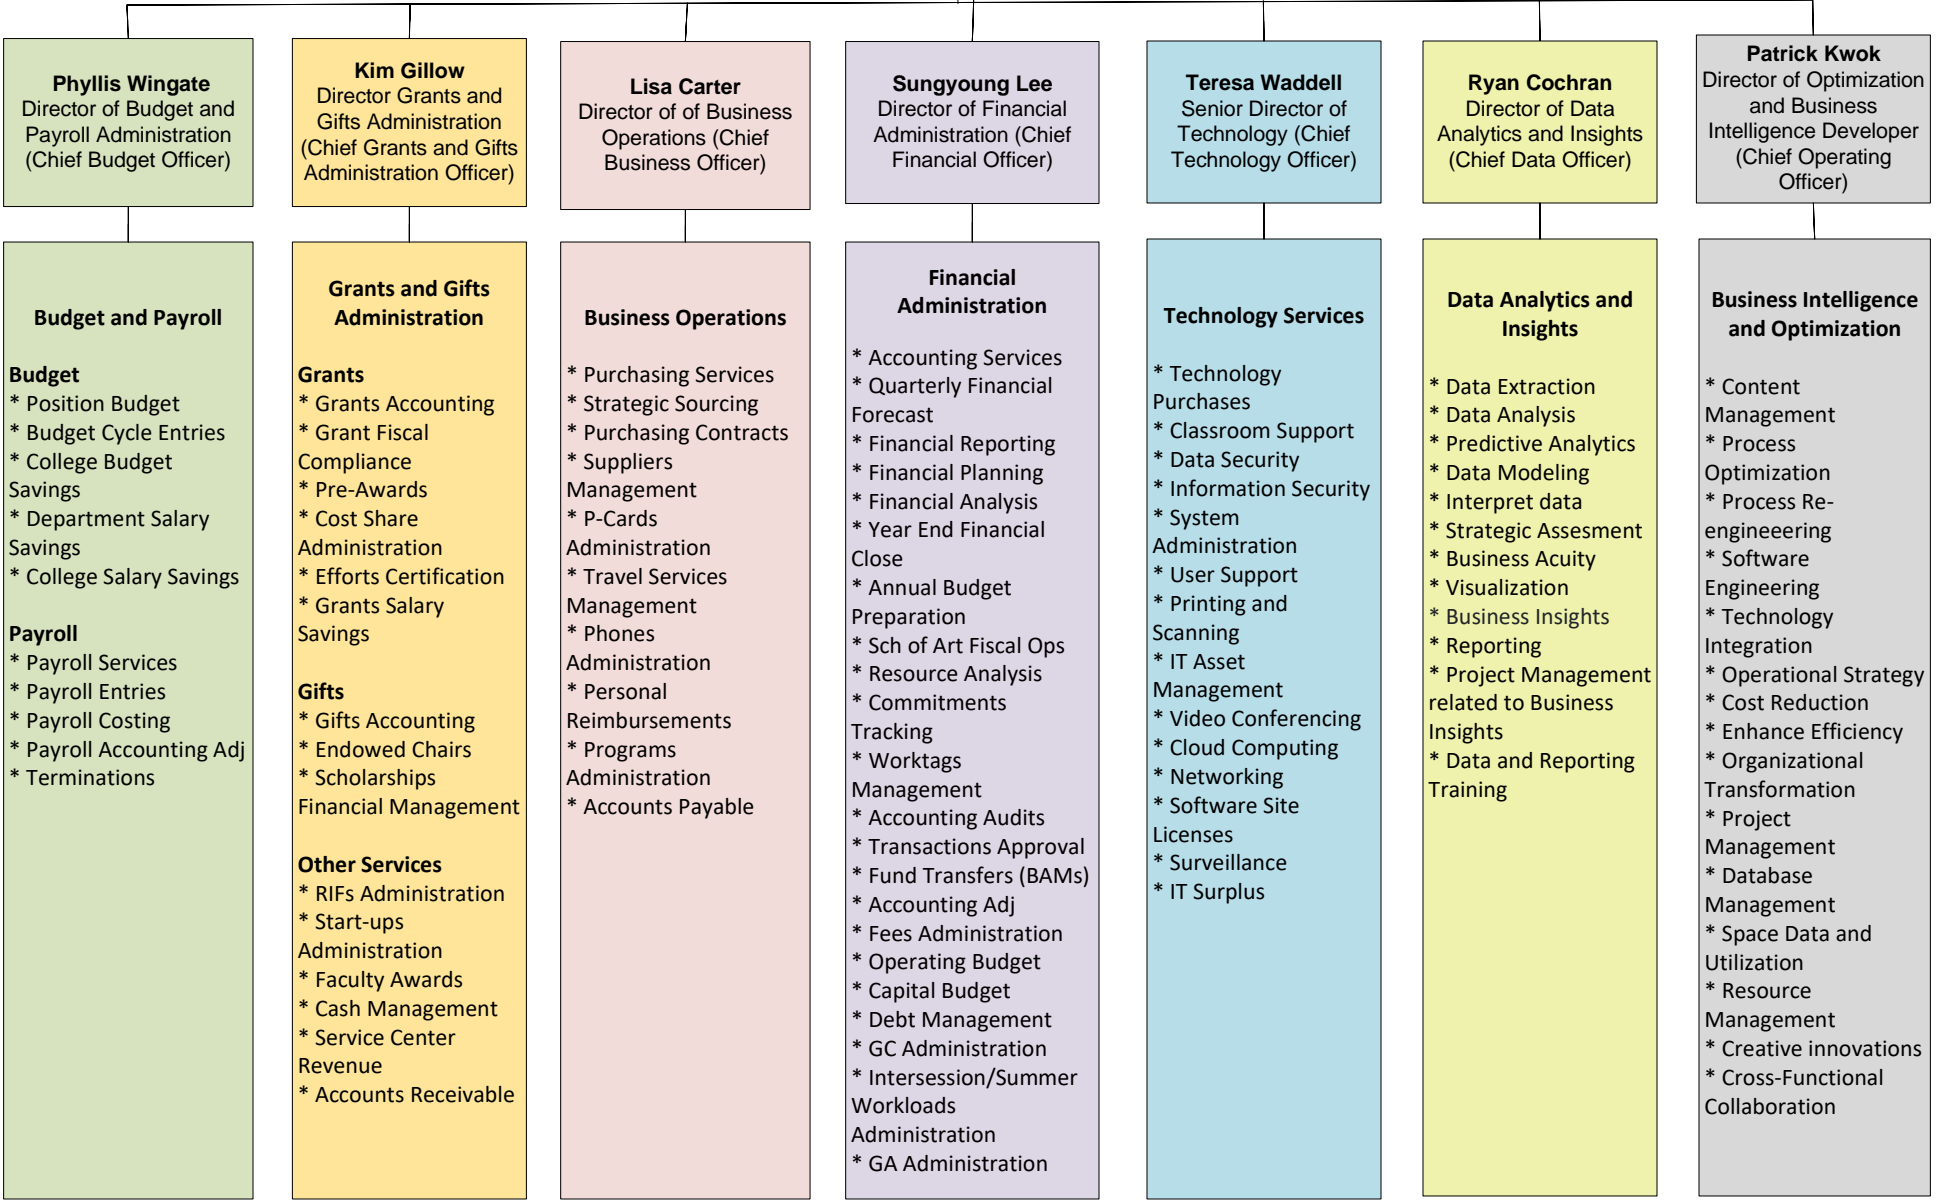 Phyllis Wingate
Director of Budget and
Payroll Administration
(Chief Budget Officer)
Kim Gillow
Director Grants and
Gifts Administration
(Chief Grants and Gifts
Administration Officer)
Lisa Carter
Director of of Business
Operations (Chief
Business Officer)
Sungyoung Lee
Director of Financial
Administration (Chief
Financial Officer)
Teresa Waddell
Senior Director of
Technology (Chief
Technology Officer)
Ryan Cochran
Director of Data
Analytics and Insights
(Chief Data Officer)
Patrick Kwok
Director of Optimization
and Business
Intelligence Developer
(Chief Operating
Officer)
Budget and Payroll
Budget
* Position Budget
* Budget Cycle Entries
* College Budget
Savings
* Department Salary
Savings
* College Salary Savings
Payroll
* Payroll Services
* Payroll Entries
* Payroll Costing
* Payroll Accounting Adj
* Terminations
Grants and Gifts
Administration
Grants
* Grants Accounting
* Grant Fiscal
Compliance
* Pre-Awards
* Cost Share
Administration
* Efforts Certification
* Grants Salary
Savings
Gifts
* Gifts Accounting
* Endowed Chairs
* Scholarships
Financial Management
Other Services
* RIFs Administration
* Start-ups
Administration
* Faculty Awards
* Cash Management
* Service Center
Revenue
* Accounts Receivable
Business Operations
* Purchasing Services
* Strategic Sourcing
* Purchasing Contracts
* Suppliers
Management
* P-Cards
Administration
* Travel Services
Management
* Phones
Administration
* Personal
Reimbursements
* Programs
Administration
* Accounts Payable
Financial
Administration
* Accounting Services
* Quarterly Financial
Forecast
* Financial Reporting
* Financial Planning
* Financial Analysis
* Year End Financial
Close
* Annual Budget
Preparation
* Sch of Art Fiscal Ops
* Resource Analysis
* Commitments
Tracking
* Worktags
Management
* Accounting Audits
* Transactions Approval
* Fund Transfers (BAMs)
* Accounting Adj
* Fees Administration
* Operating Budget
* Capital Budget
* Debt Management
* GC Administration
* Intersession/Summer
Workloads
Administration
* GA Administration
Technology Services
* Technology
Purchases
* Classroom Support
* Data Security
* Information Security
* System
Administration
* User Support
* Printing and
Scanning
* IT Asset
Management
* Video Conferencing
* Cloud Computing
* Networking
* Software Site
Licenses
* Surveillance
* IT Surplus
Data Analytics and
Insights
* Data Extraction
* Data Analysis
* Predictive Analytics
* Data Modeling
* Interpret data
* Strategic Assesment
* Business Acuity
* Visualization
* Business Insights
* Reporting
* Project Management
related to Business
Insights
* Data and Reporting
Training
Business Intelligence
and Optimization
* Content
Management
* Process
Optimization
* Process Re-
engineeering
* Software
Engineering
* Technology
Integration
* Operational Strategy
* Cost Reduction
* Enhance Efficiency
* Organizational
Transformation
* Project
Management
* Database
Management
* Space Data and
Utilization
* Resource
Management
* Creative innovations
* Cross-Functional
Collaboration